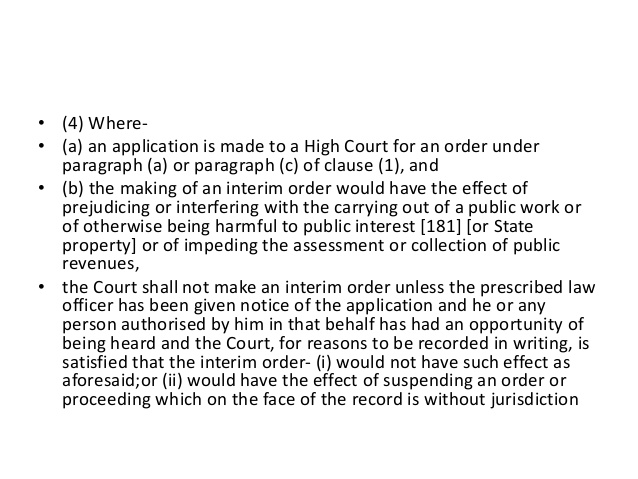 • (4) Where-
• (a) an application is made to a High Court for an order under
paragraph (a) or paragraph (c) of clause (1), and
• (b) the making of an interim order would have the effect of
prejudicing or interfering with the carrying out of a public work or
of otherwise being harmful to public interest [181] [or State
property] or of impeding the assessment or collection of public
revenues,
• the Court shall not make an interim order unless the prescribed law
officer has been given notice of the application and he or any
person authorised by him in that behalf has had an opportunity of
being heard and the Court, for reasons to be recorded in writing, is
satisfied that the interim order- (i) would not have such effect as
aforesaid;or (ii) would have the effect of suspending an order or
proceeding which on the face of the record is without jurisdiction